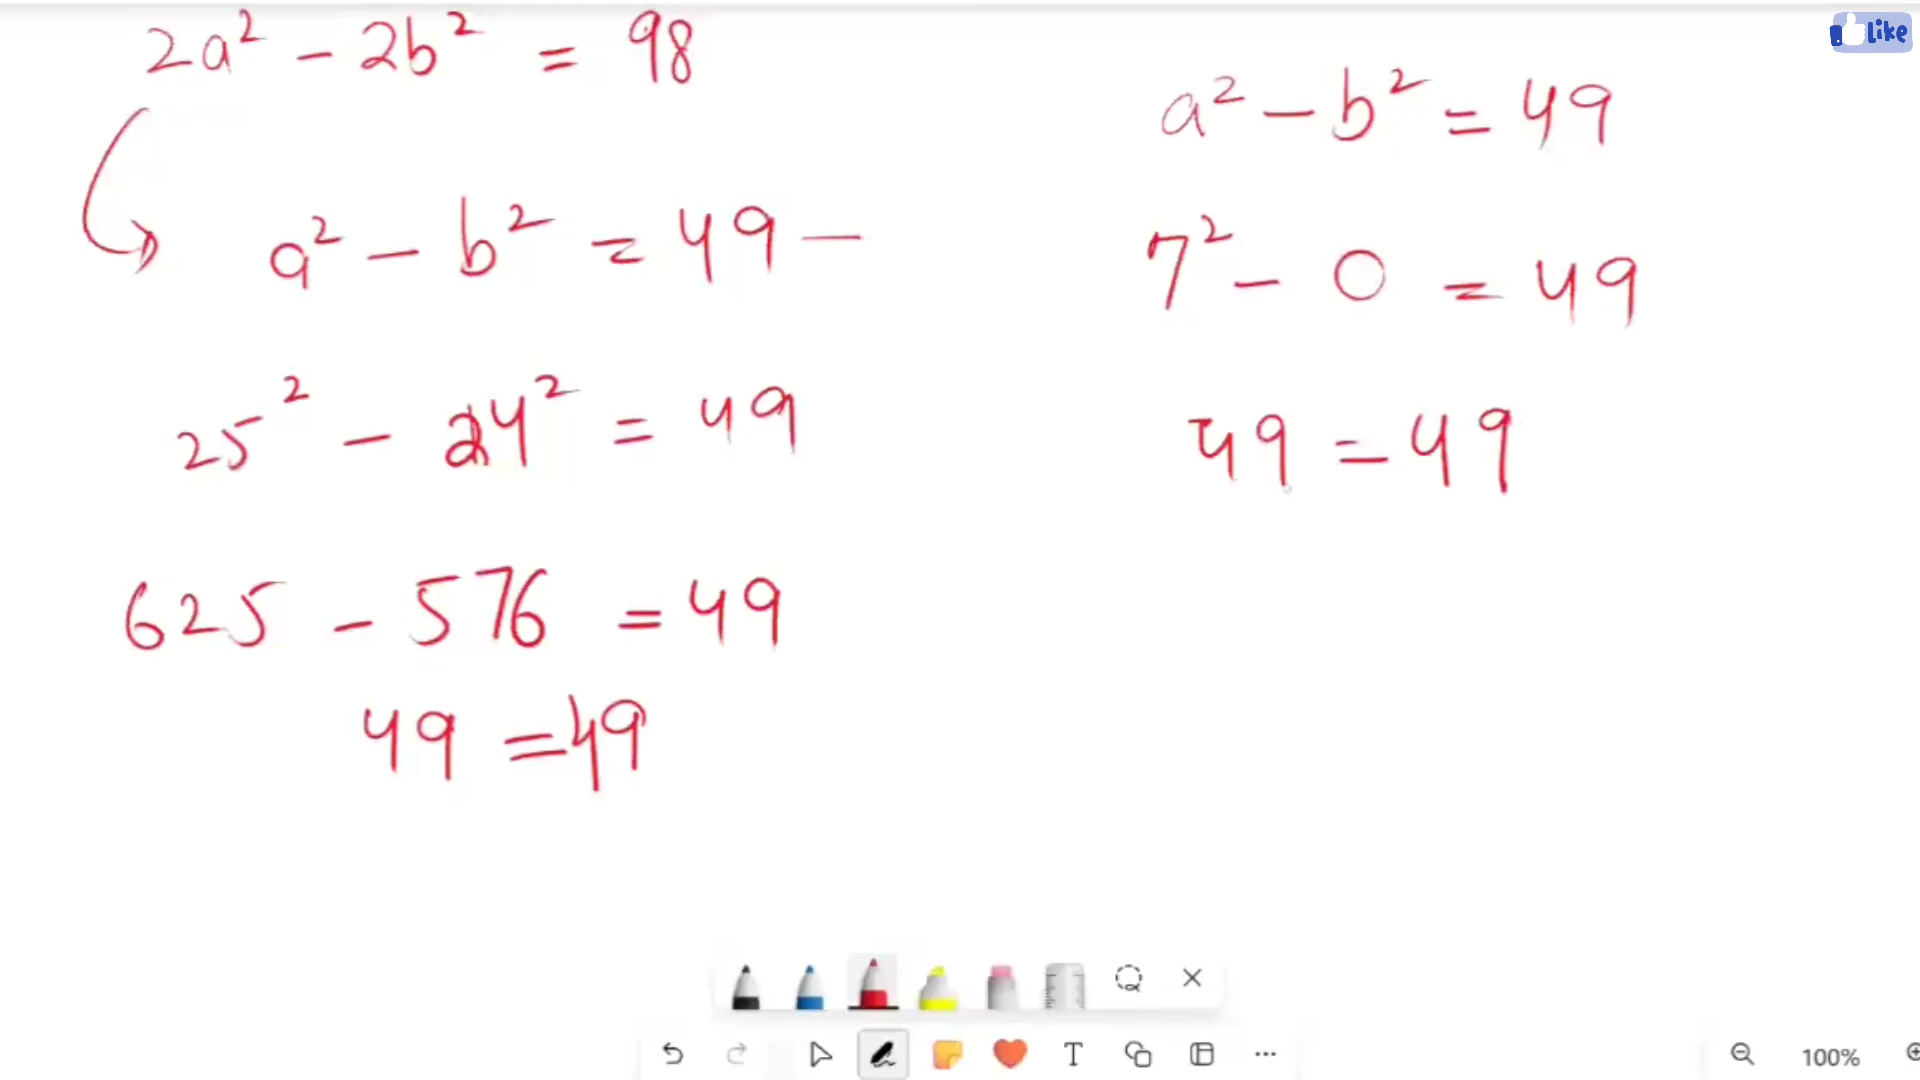 2a² - 2b² = 98
a² - b² = 49 -
25² - 24² = 49
625 - 576 = 49
49 = 49
a² - b² = 49
7² - 0 = 49
49 = 49
Like
T
100%